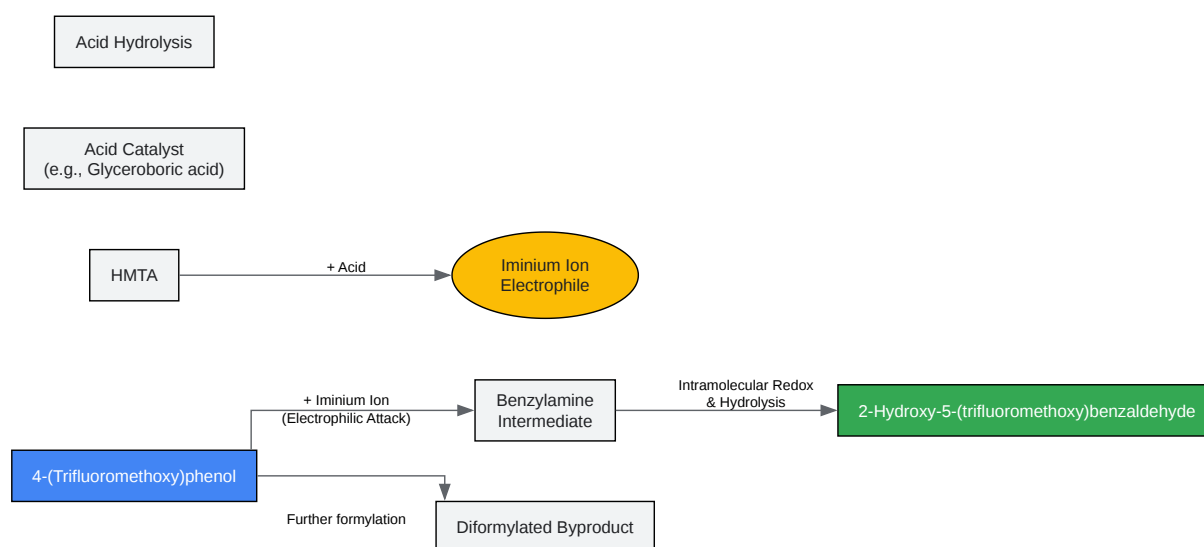 Acid Hydrolysis
Acid Catalyst
(e.g., Glyceroboric acid)
HMTA
+ Acid
Iminium Ion
Electrophile
+ Iminium Ion
(Electrophilic Attack)
Benzylamine
Intermediate
Intramolecular Redox
& Hydrolysis
2-Hydroxy-5-(trifluoromethoxy)benzaldehyde
4-(Trifluoromethoxy)phenol
Further formylation
Diformylated Byproduct